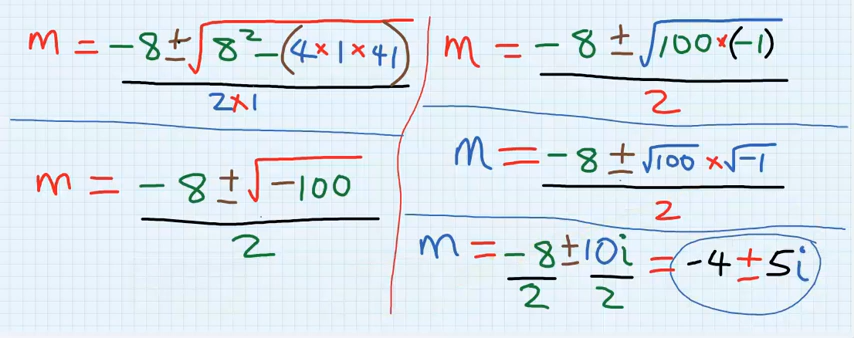 m = -8 ± √8² - (4 × 1 × 41) / 2 × 1
m = -8 ± √-100 / 2
m = -8 ± √100 × (-1) / 2
m = -8 ± √100 × √-1 / 2
m = -8/2 ± 10i/2 = -4 ± 5i